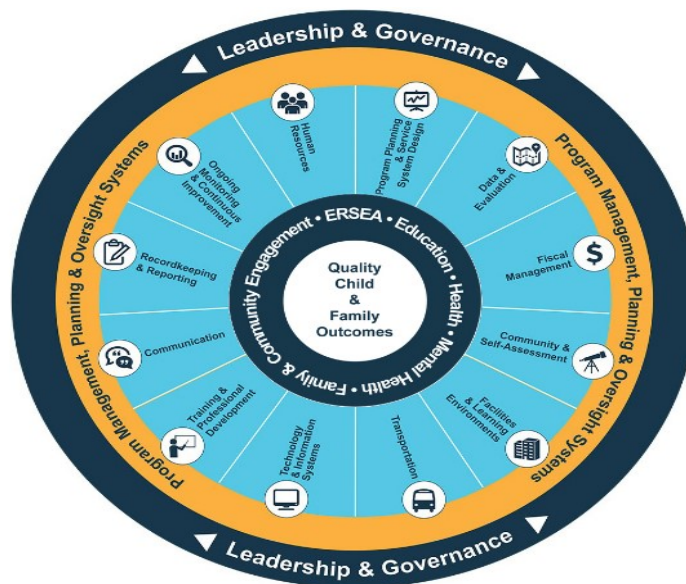 Leadership & Governance
Program Management, Planning & Oversight Systems
Program Management, Planning & Oversight Systems
Human
Resources
Program Planning
& Service
System Design
Data &
Evaluation
Fiscal
Management
Community &
Self-Assessment
Facilities
& Learning
Environments
Transportation
Technology
& Information
Systems
Training &
Professional
Development
Communication
Recordkeeping
& Reporting
Ongoing
Monitoring
& Continuous
Improvement
Family & Community Engagement • ERSEA • Education • Health • Mental Health •
Quality
Child
&
Family
Outcomes
$
Leadership & Governance